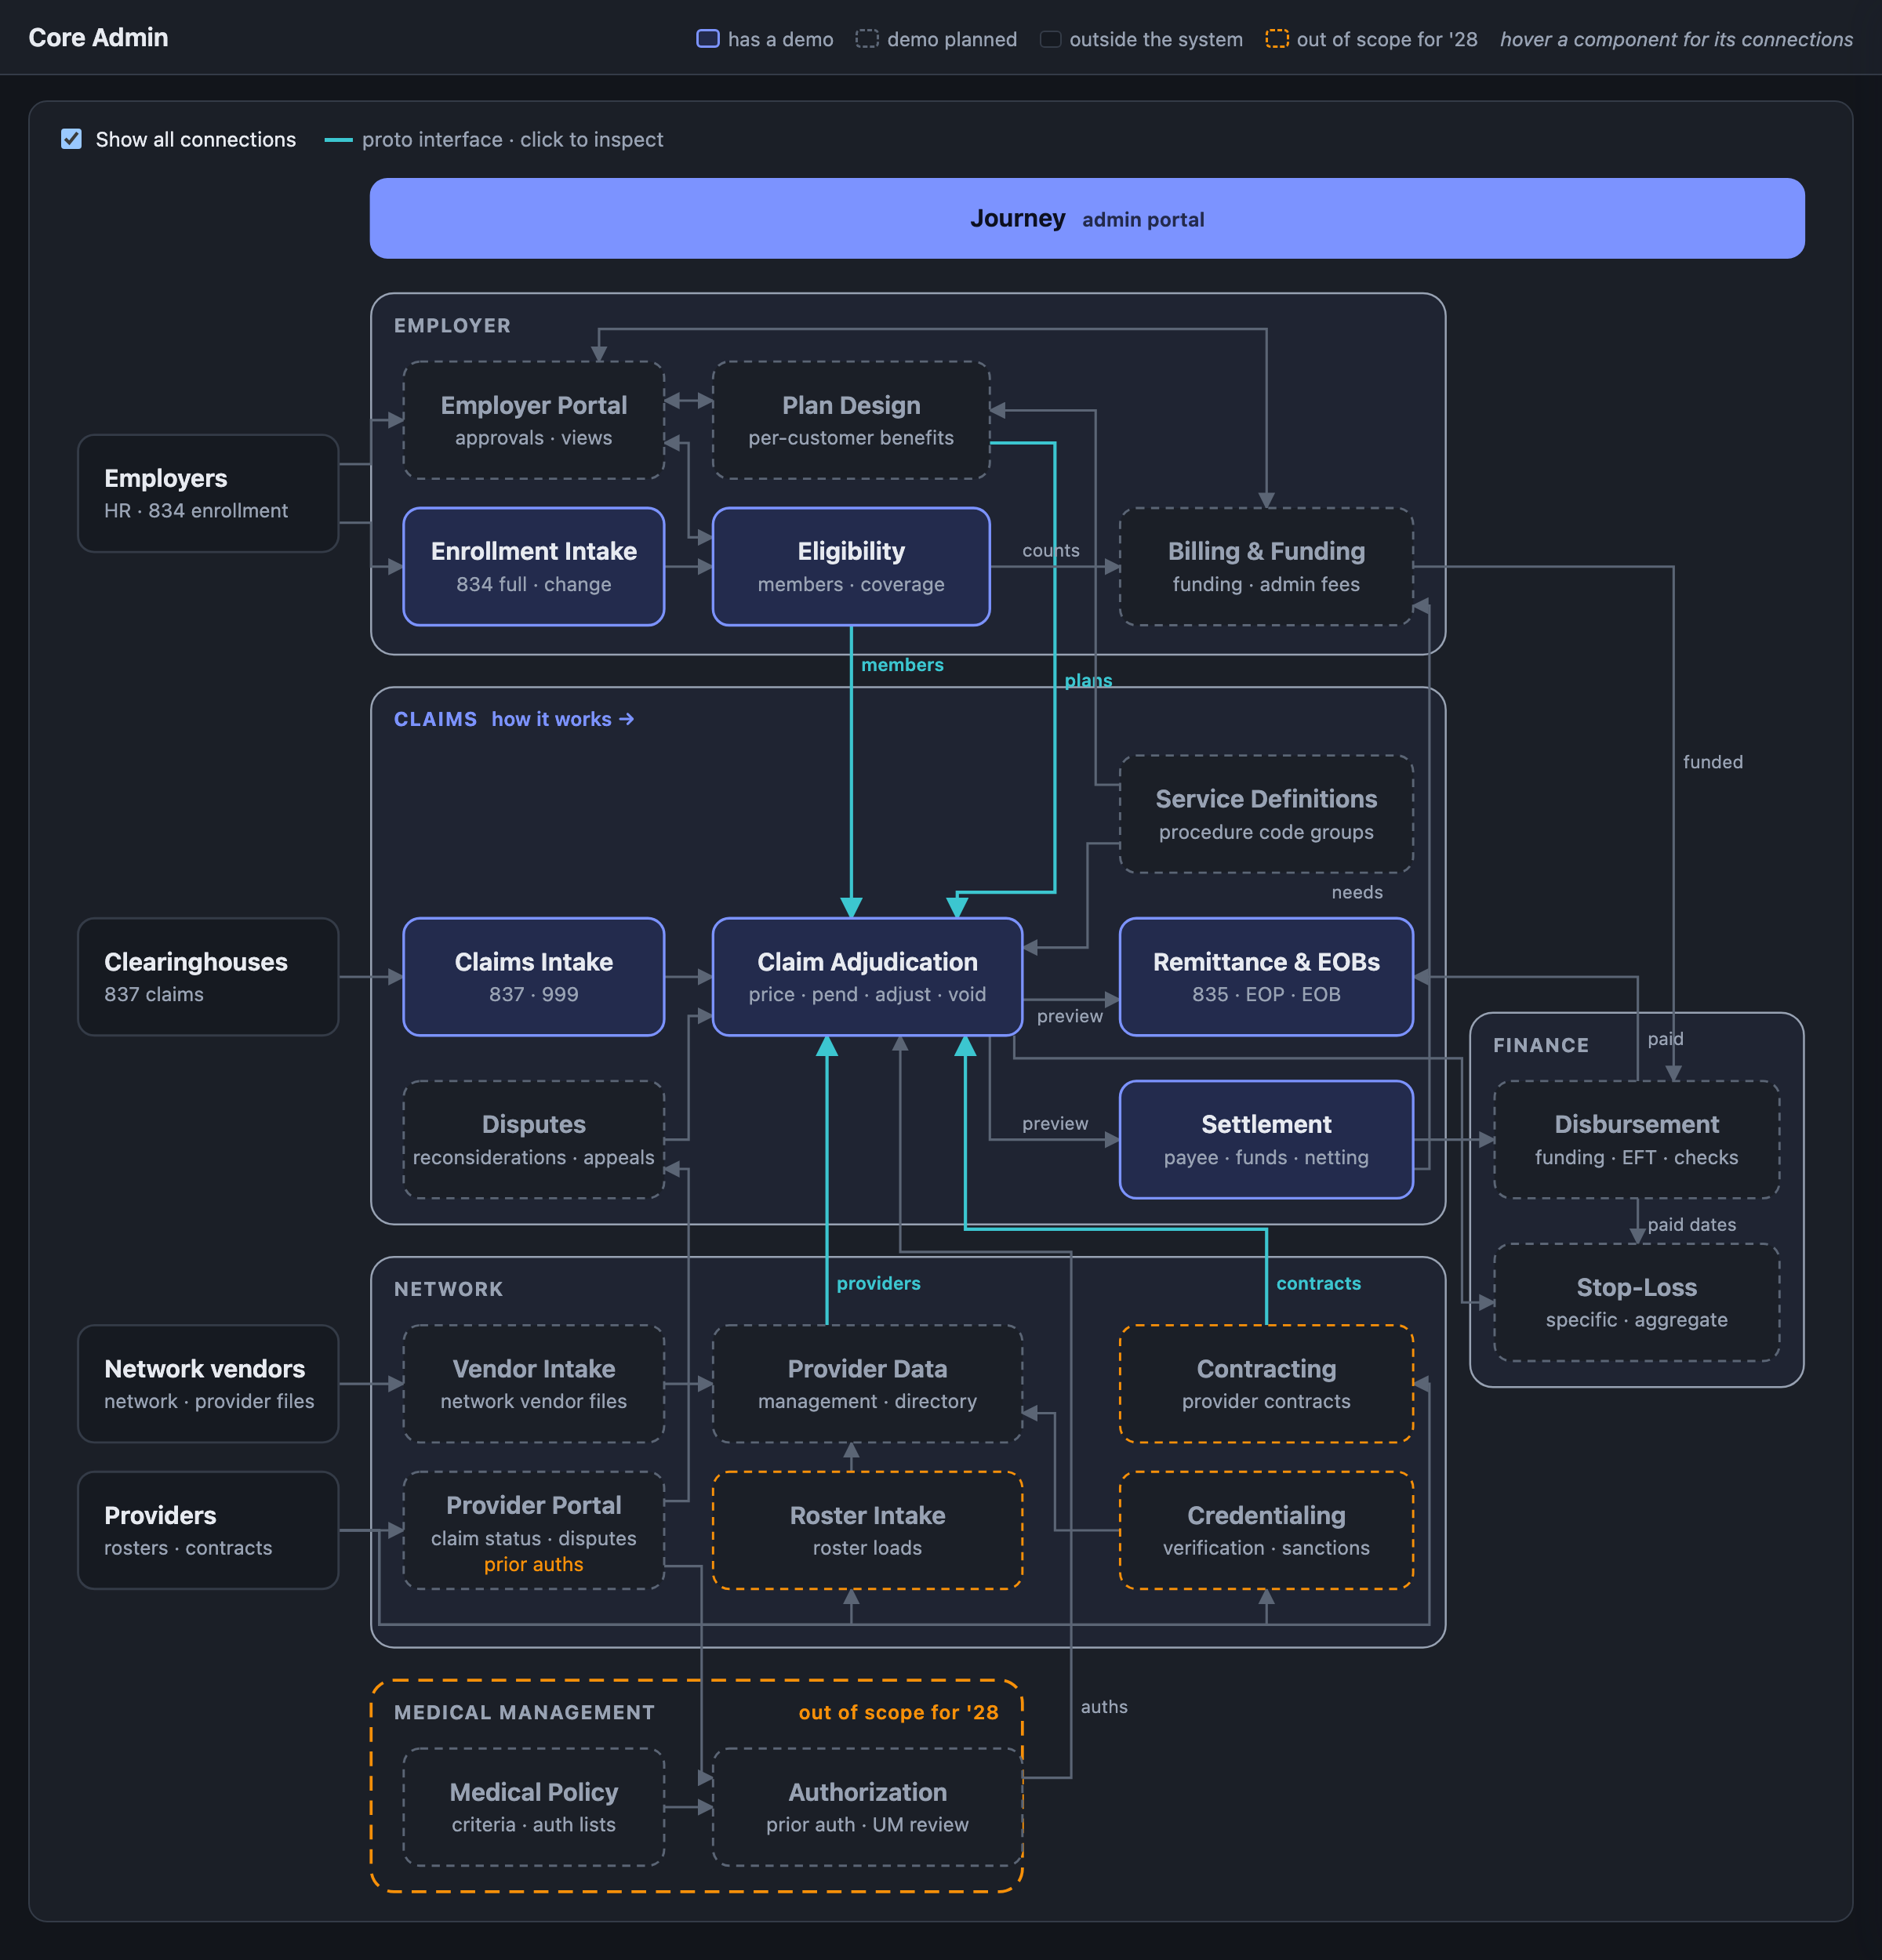 Core Admin
has a demo
demo planned
outside the system
out of scope for '28
hover a component for its connections
Show all connections
proto interface · click to inspect
Journey admin portal
EMPLOYER
Employer Portal
approvals · views
Plan Design
per-customer benefits
Employers
HR · 834 enrollment
Enrollment Intake
834 full · change
Eligibility
members · coverage
counts
Billing & Funding
funding · admin fees
members
plans
CLAIMS how it works →
funded
Service Definitions
procedure code groups
needs
Clearinghouses
837 claims
Claims Intake
837 · 999
Claim Adjudication
price · pend · adjust · void
preview
Remittance & EOBs
835 · EOP · EOB
FINANCE
paid
Disputes
reconsiderations · appeals
preview
Settlement
payee · funds · netting
Disbursement
funding · EFT · checks
paid dates
Stop-Loss
specific · aggregate
NETWORK
providers
contracts
Network vendors
network · provider files
Vendor Intake
network vendor files
Provider Data
management · directory
Contracting
provider contracts
Providers
rosters · contracts
Provider Portal
claim status · disputes
prior auths
Roster Intake
roster loads
Credentialing
verification · sanctions
MEDICAL MANAGEMENT
out of scope for '28
auths
Medical Policy
criteria · auth lists
Authorization
prior auth · UM review